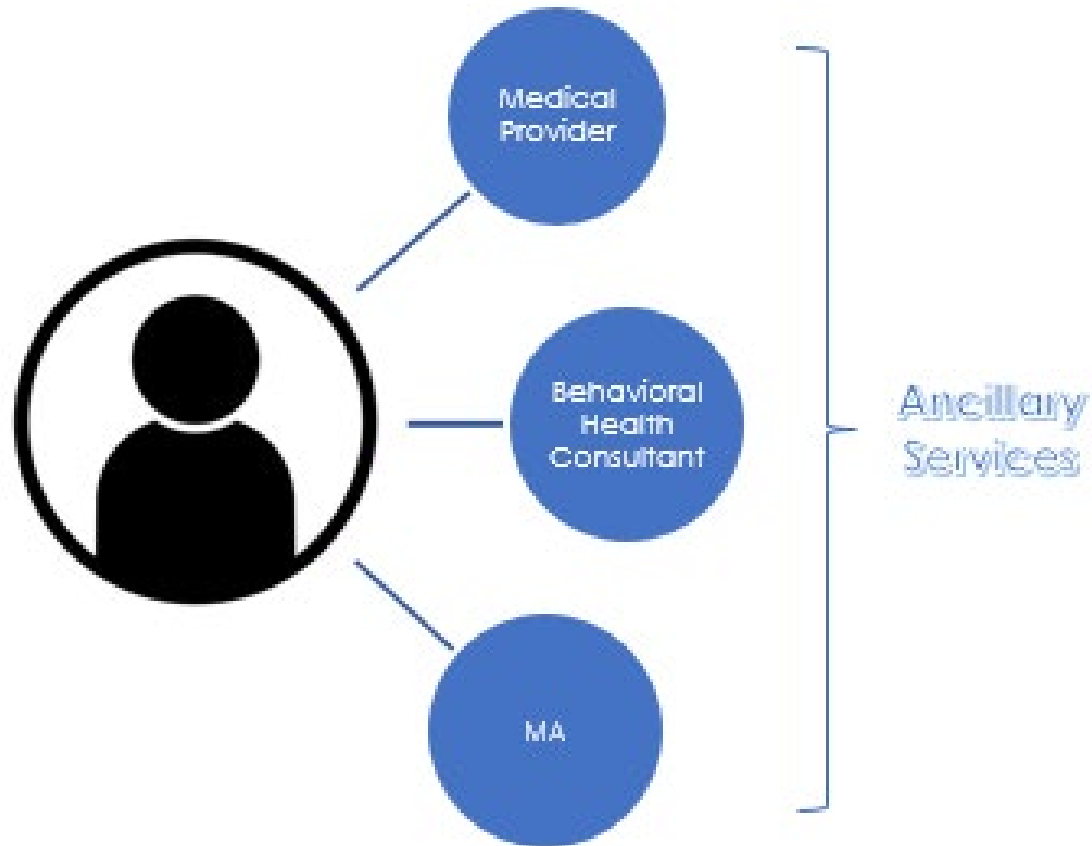 Medical
Provider
Behavioral
Health
Consultant
MA
Ancillary
Services